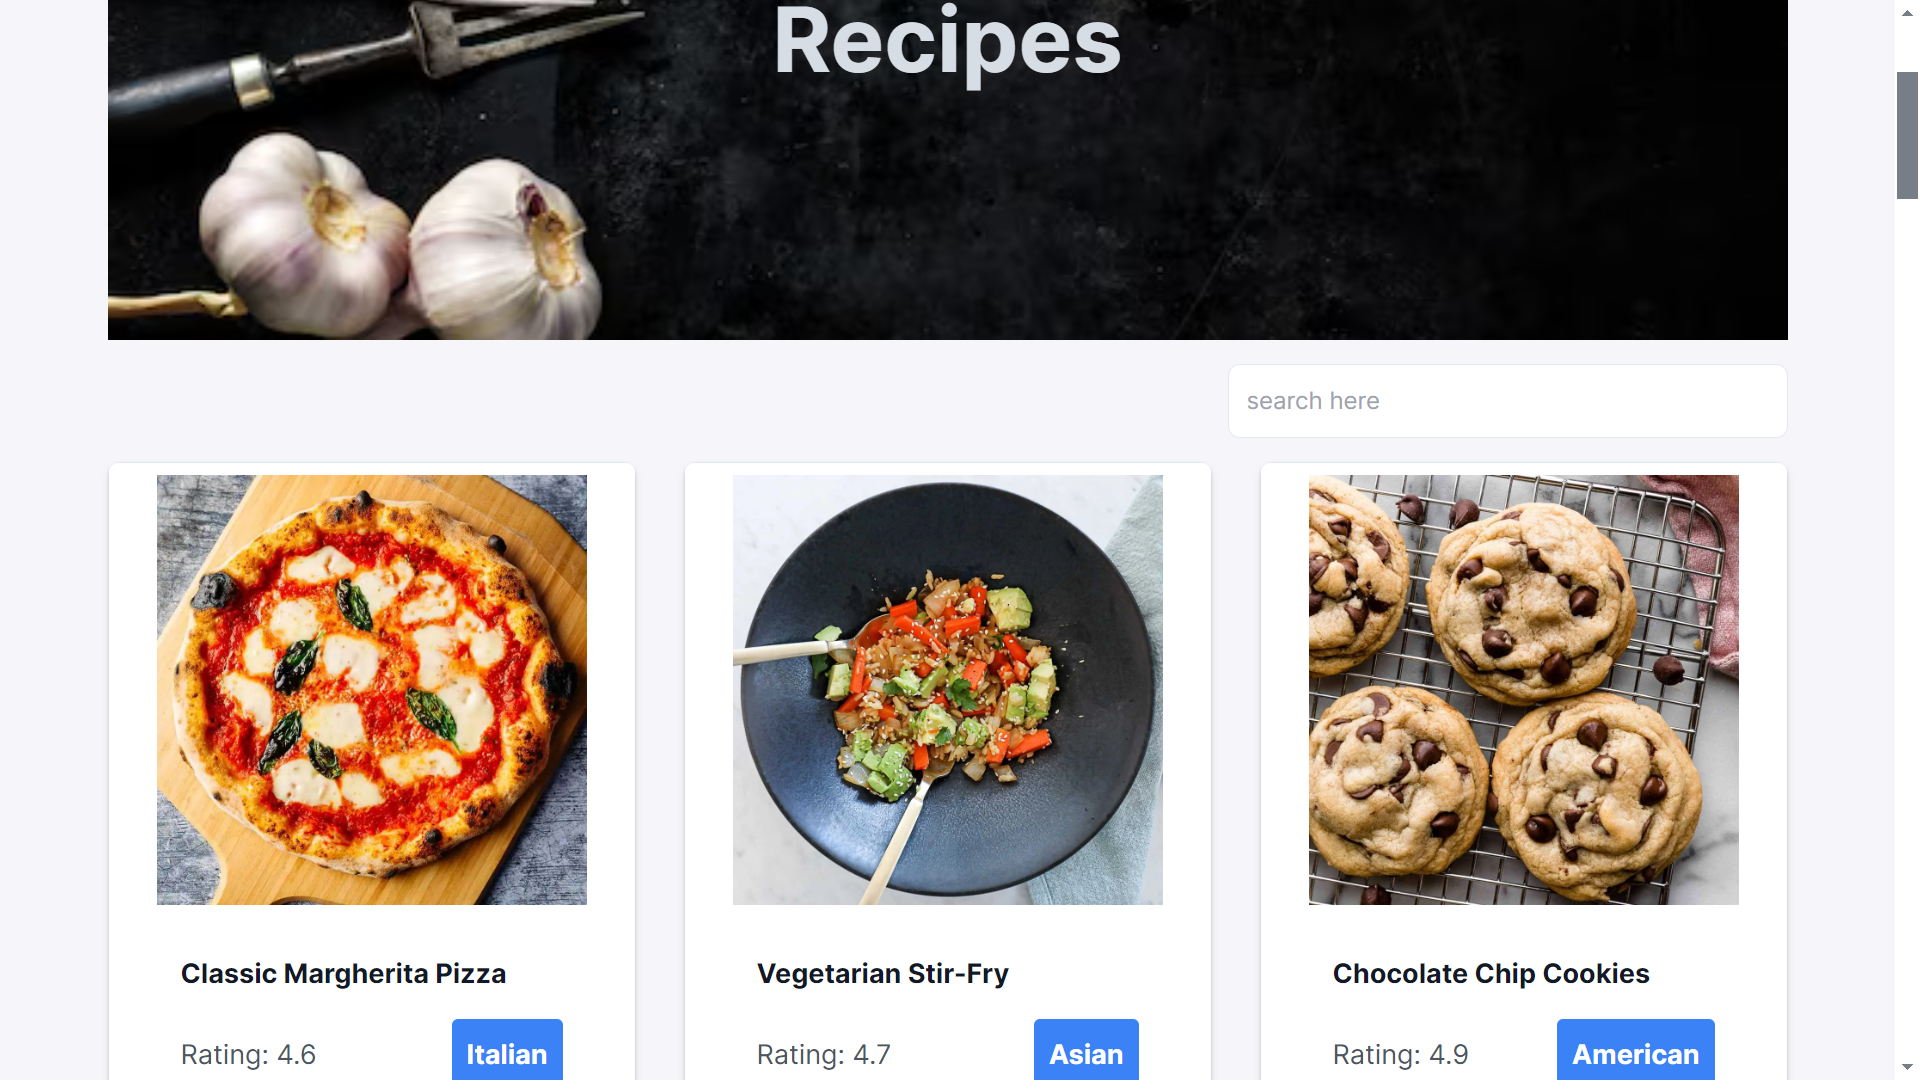 Recipes
search here
Classic Margherita Pizza
Rating: 4.6
Italian
Vegetarian Stir-Fry
Rating: 4.7
Asian
Chocolate Chip Cookies
Rating: 4.9
American